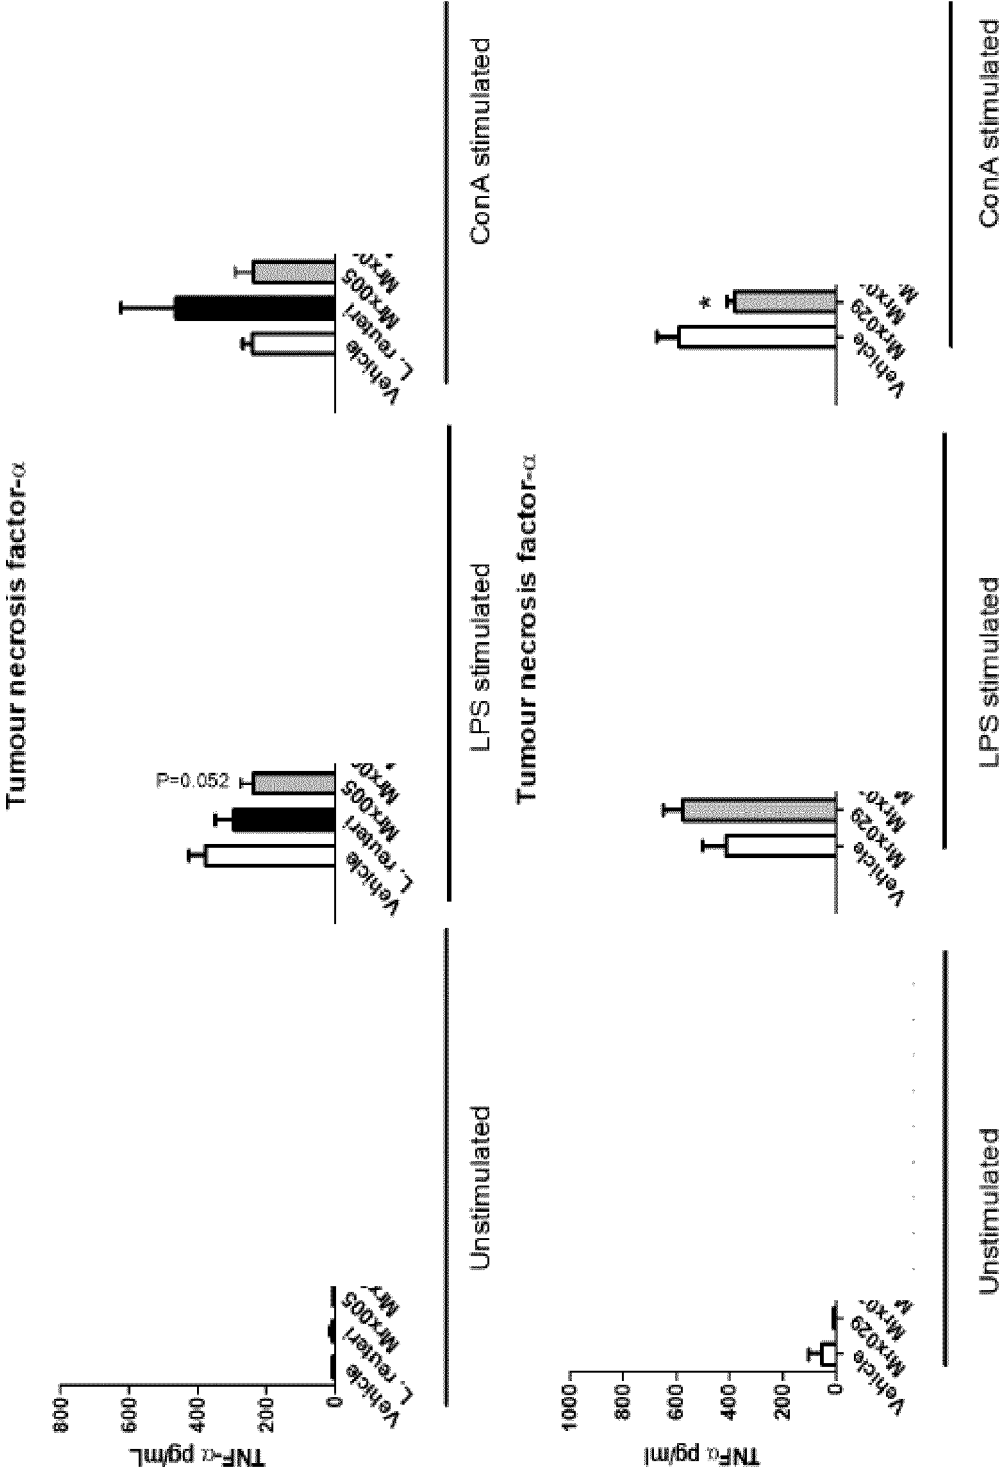 Tumour necrosis factor-α
TNF-α pg/mL
800
600
400
200
0
P=0.052
Vehicle
L. reuteri
Mrx005
Vehicle
L. reuteri
Mrx005
Vehicle
L. reuteri
Mrx005
Unstimulated
LPS stimulated
ConA stimulated
Tumour necrosis factor-α
TNFα pg/ml
1000
800
600
400
200
0
*
Vehicle
Mrx029
Vehicle
Mrx029
Vehicle
Mrx029
Unstimulated
LPS stimulated
ConA stimulated